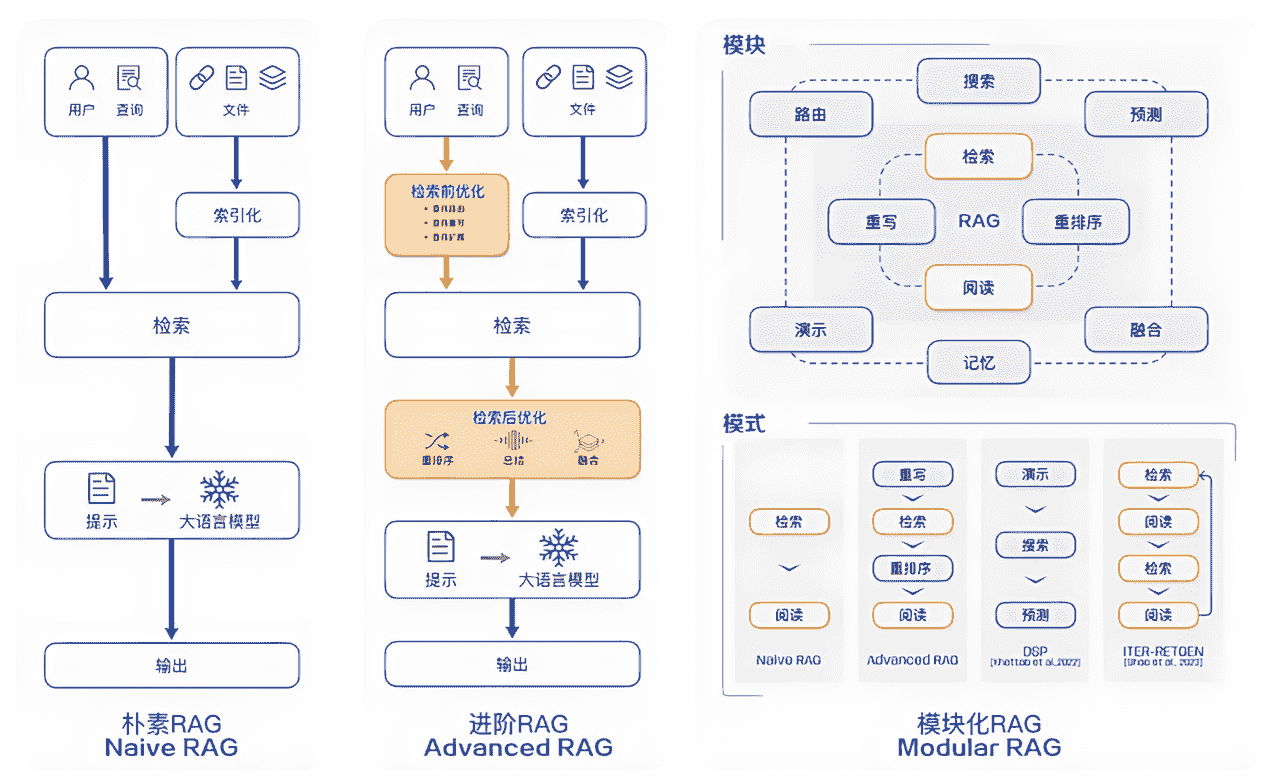 用户
查询
文件
索引化
检索
提示
大语言模型
输出
朴素RAG
Naive RAG
用户
查询
文件
检索前优化
索引化
检索
检索后优化
重排序
总结
融合
提示
大语言模型
输出
进阶RAG
Advanced RAG
模块
搜索
路由
预测
检索
重写
RAG
重排序
阅读
演示
融合
记忆
模式
检索
阅读
Naive RAG
重写
检索
重排序
阅读
Advanced RAG
演示
搜索
预测
DSP
检索
阅读
检索
阅读
模块化RAG
Modular RAG